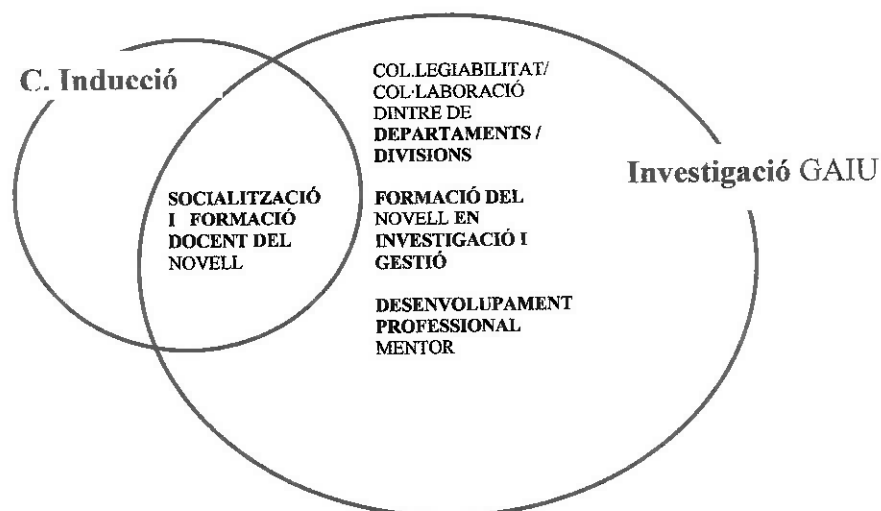 C. Inducció
COL.LEGIABILITAT/
COL·LABORACIÓ
DINTRE DE
DEPARTAMENTS /
DIVISIONS
Investigació GAIU
SOCIALITZACIÓ
I FORMACIÓ
DOCENT DEL
NOVELL
FORMACIÓ DEL
NOVELL EN
INVESTIGACIÓ I
GESTIÓ
DESENVOLUPAMENT
PROFESSIONAL
MENTOR